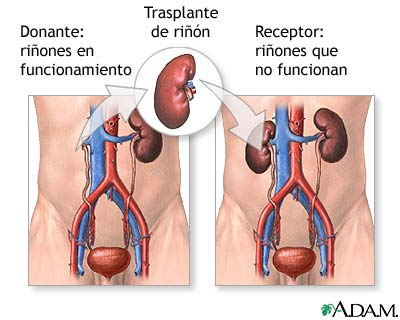 Donante:
riñones en
funcionamiento
Trasplante
de riñón
Receptor:
riñones que
no funcionan
A.D.A.M.